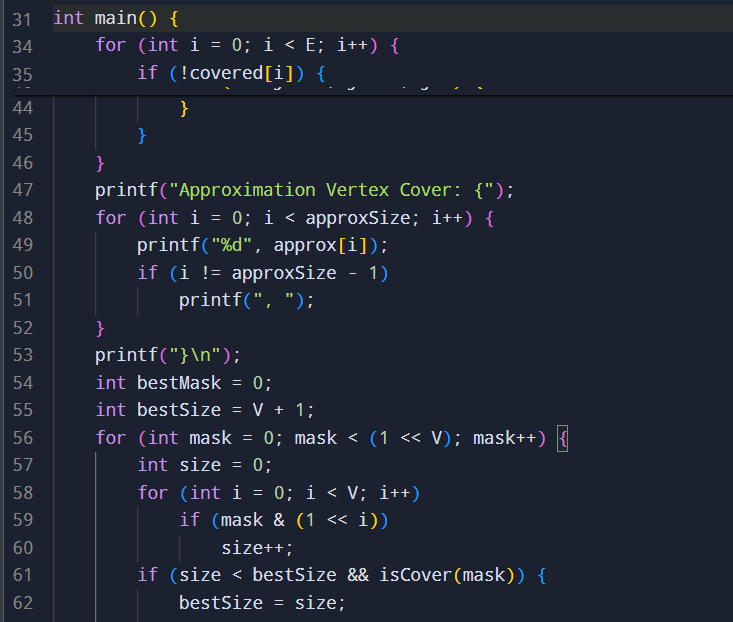 31 int main() {
34     for (int i = 0; i < E; i++) {
35         if (!covered[i]) {
44             }
45         }
46     }
47     printf("Approximation Vertex Cover: {");
48     for (int i = 0; i < approxSize; i++) {
49         printf("%d", approx[i]);
50         if (i != approxSize - 1)
51             printf(", ");
52     }
53     printf("}\n");
54     int bestMask = 0;
55     int bestSize = V + 1;
56     for (int mask = 0; mask < (1 << V); mask++) {
57         int size = 0;
58         for (int i = 0; i < V; i++)
59             if (mask & (1 << i))
60                 size++;
61         if (size < bestSize && isCover(mask)) {
62             bestSize = size;